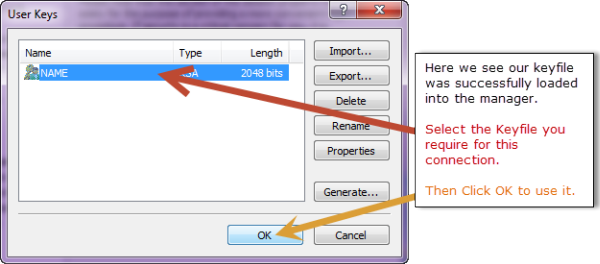 User Keys
Name Type Length
NAME RSA 2048 bits
Import...
Export...
Delete
Rename
Properties
Generate...
OK Cancel
Here we see our keyfile
was successfully loaded
into the manager.
Select the Keyfile you
require for this
connection.
Then Click OK to use it.